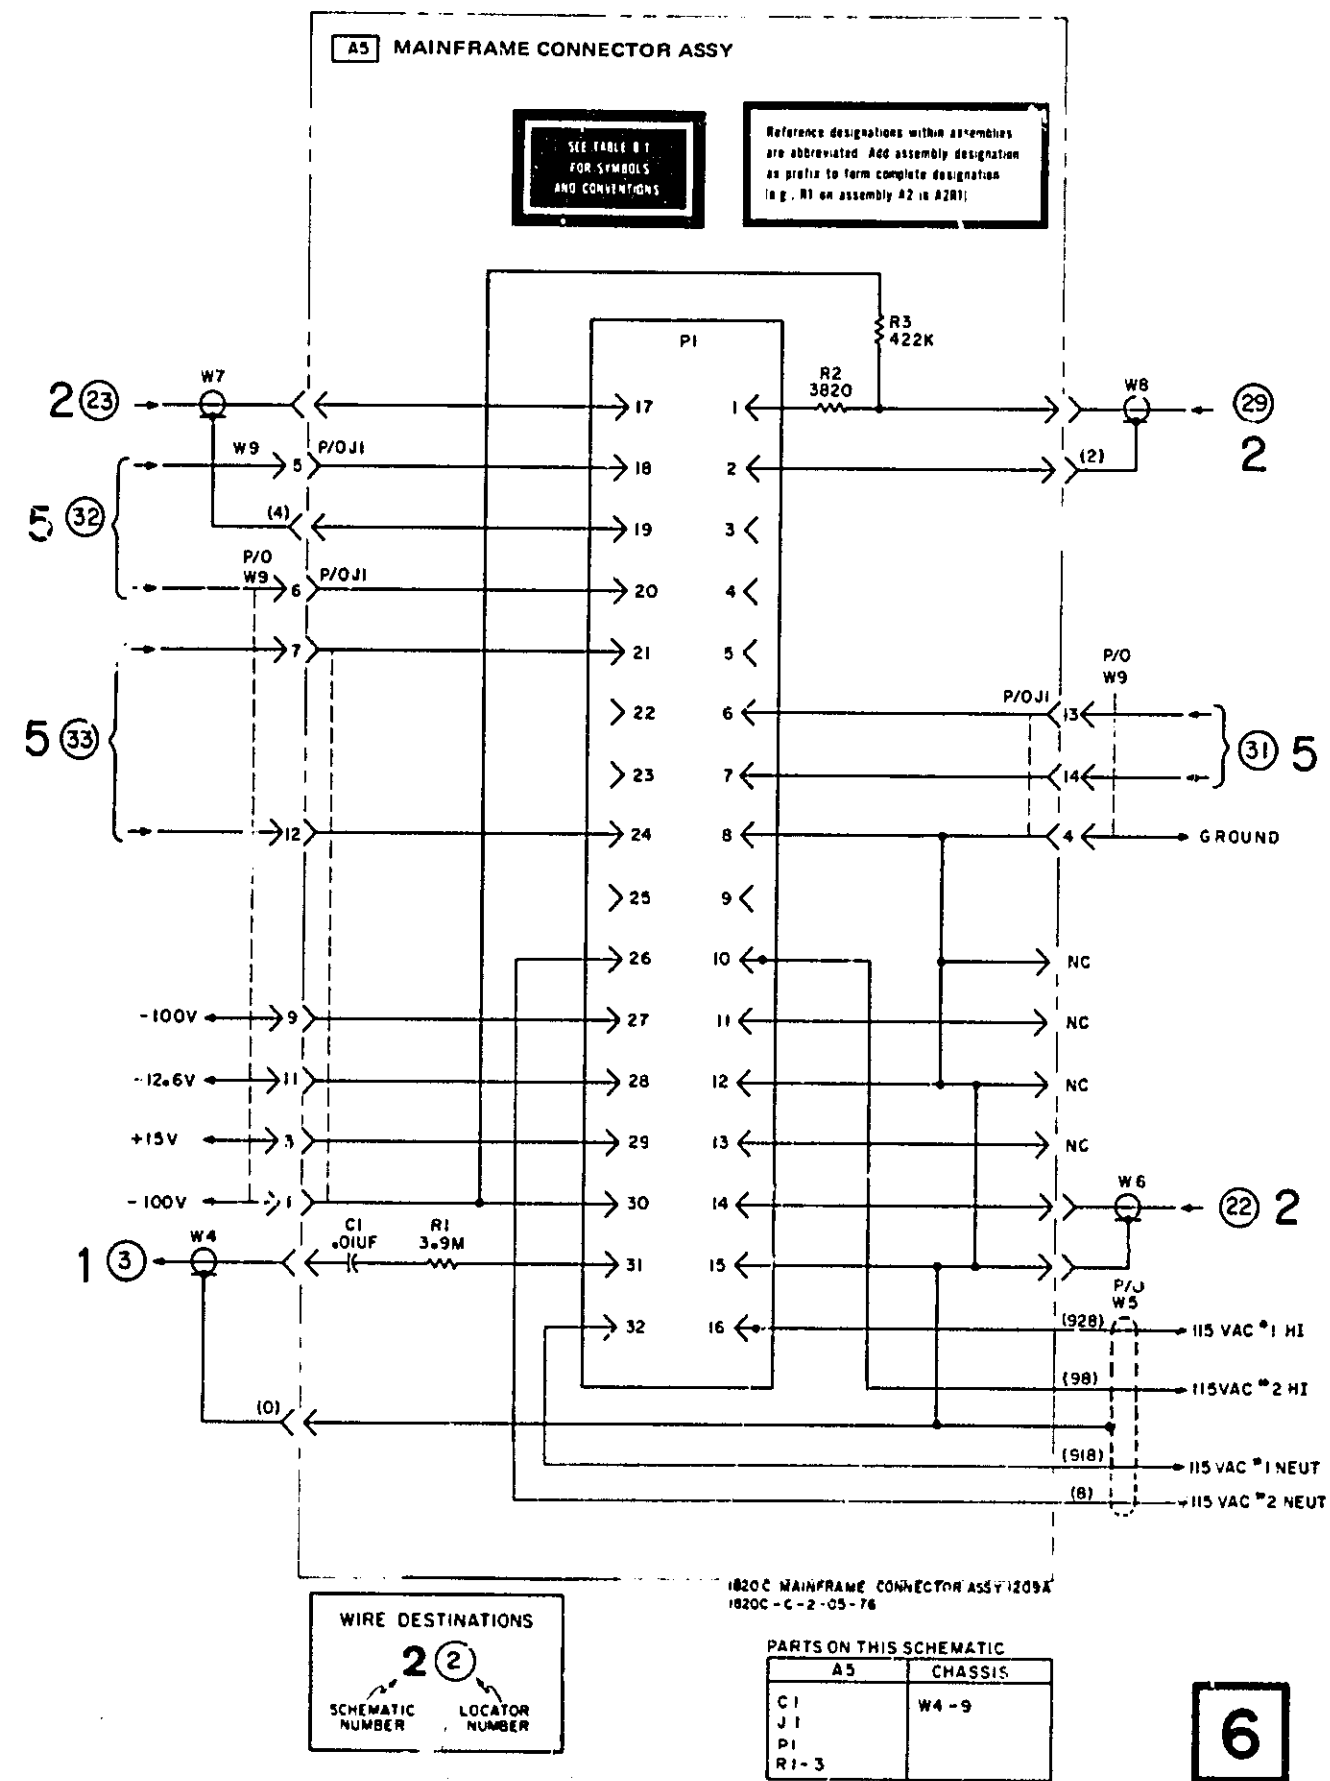 A5 MAINFRAME CONNECTOR ASSY
SEE TABLE 8 1
FOR SYMBOLS
AND CONVENTIONS
Reference designations within assemblies
are abbreviated Add assembly designation
as prefix to form complete designation
(e g , R1 on assembly A2 is A2R1)
P1
R3
422K
R2
3820
W7
2 23
17
1
W8
29
2
W9
5
P/OJ1
18
2
(2)
5 32
(4)
19
3
P/O
W9
6
P/OJ1
20
4
7
21
5
P/O
W9
5 33
22
6
P/OJ1
13
31 5
23
7
14
12
24
8
4
GROUND
25
9
26
10
NC
-100V
9
27
11
NC
-12.6V
11
28
12
NC
+15V
3
29
13
NC
-100V
1
30
14
W6
22 2
W4
1 3
C1
.01UF
R1
3.9M
31
15
P/O
W5
32
16
(928)
115 VAC #1 HI
(98)
115VAC #2 HI
(0)
(918)
115 VAC #1 NEUT
(8)
115 VAC #2 NEUT
1820C MAINFRAME CONNECTOR ASSY 1209A
1820C-C-2-05-76
WIRE DESTINATIONS
2 2
SCHEMATIC
NUMBER
LOCATOR
NUMBER
PARTS ON THIS SCHEMATIC
A5 CHASSIS
C1 W4-9
J1
P1
R1-3
6